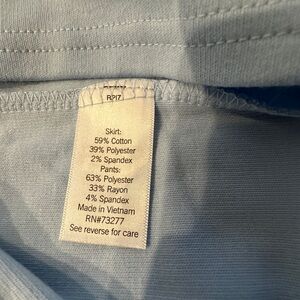 RP17
Skirt:
59% Cotton
39% Polyester
2% Spandex
Pants:
63% Polyester
33% Rayon
4% Spandex
Made in Vietnam
RN#73277
See reverse for care